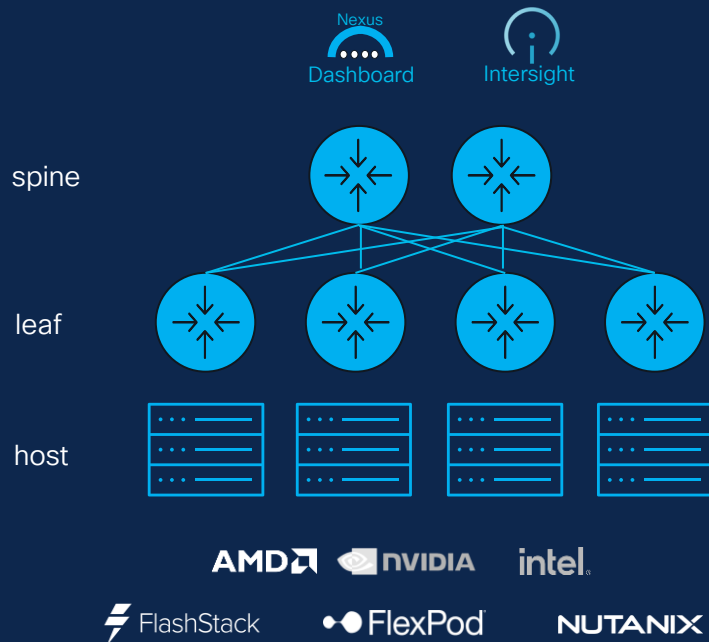 Nexus
Dashboard
Intersight
spine
leaf
host
AMD
NVIDIA
intel.
FlashStack
FlexPod
NUTANIX